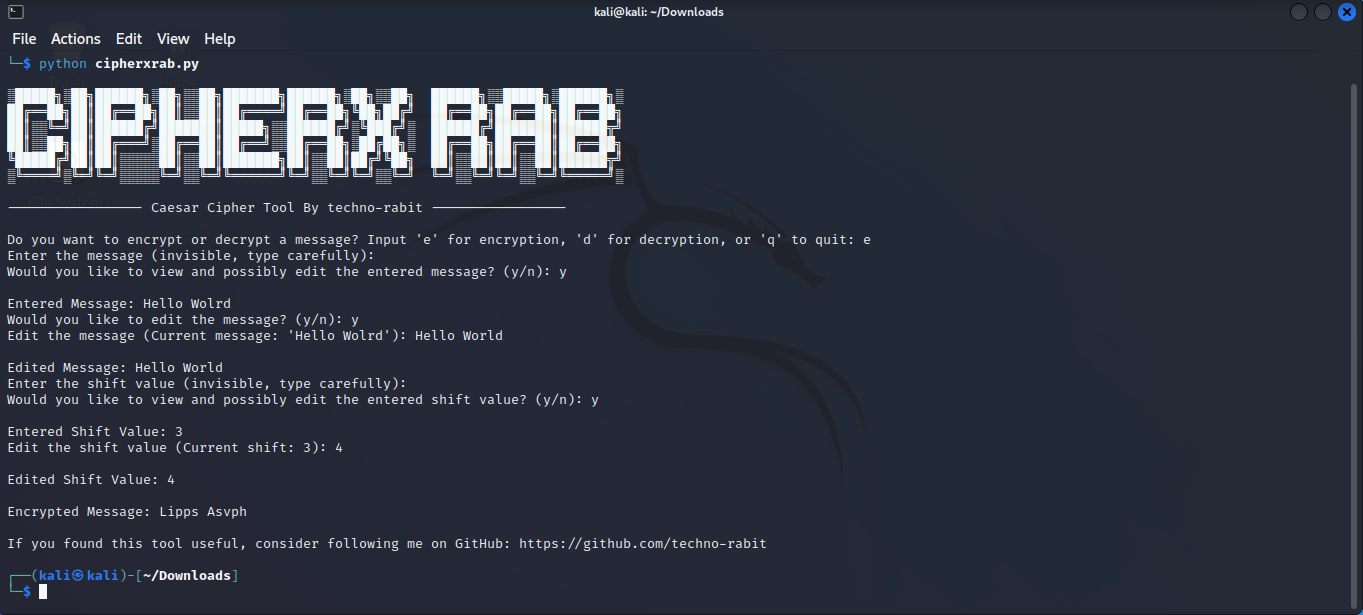 kali@kali: ~/Downloads
File Actions Edit View Help
└─$ python cipherxrab.py
CIPHERX RAB
───────────────── Caesar Cipher Tool By techno-rabit ─────────────────
Do you want to encrypt or decrypt a message? Input 'e' for encryption, 'd' for decryption, or 'q' to quit: e
Enter the message (invisible, type carefully):
Would you like to view and possibly edit the entered message? (y/n): y
Entered Message: Hello Wolrd
Would you like to edit the message? (y/n): y
Edit the message (Current message: 'Hello Wolrd'): Hello World
Edited Message: Hello World
Enter the shift value (invisible, type carefully):
Would you like to view and possibly edit the entered shift value? (y/n): y
Entered Shift Value: 3
Edit the shift value (Current shift: 3): 4
Edited Shift Value: 4
Encrypted Message: Lipps Asvph
If you found this tool useful, consider following me on GitHub: https://github.com/techno-rabit
┌──(kali㉿kali)-[~/Downloads]
└─$